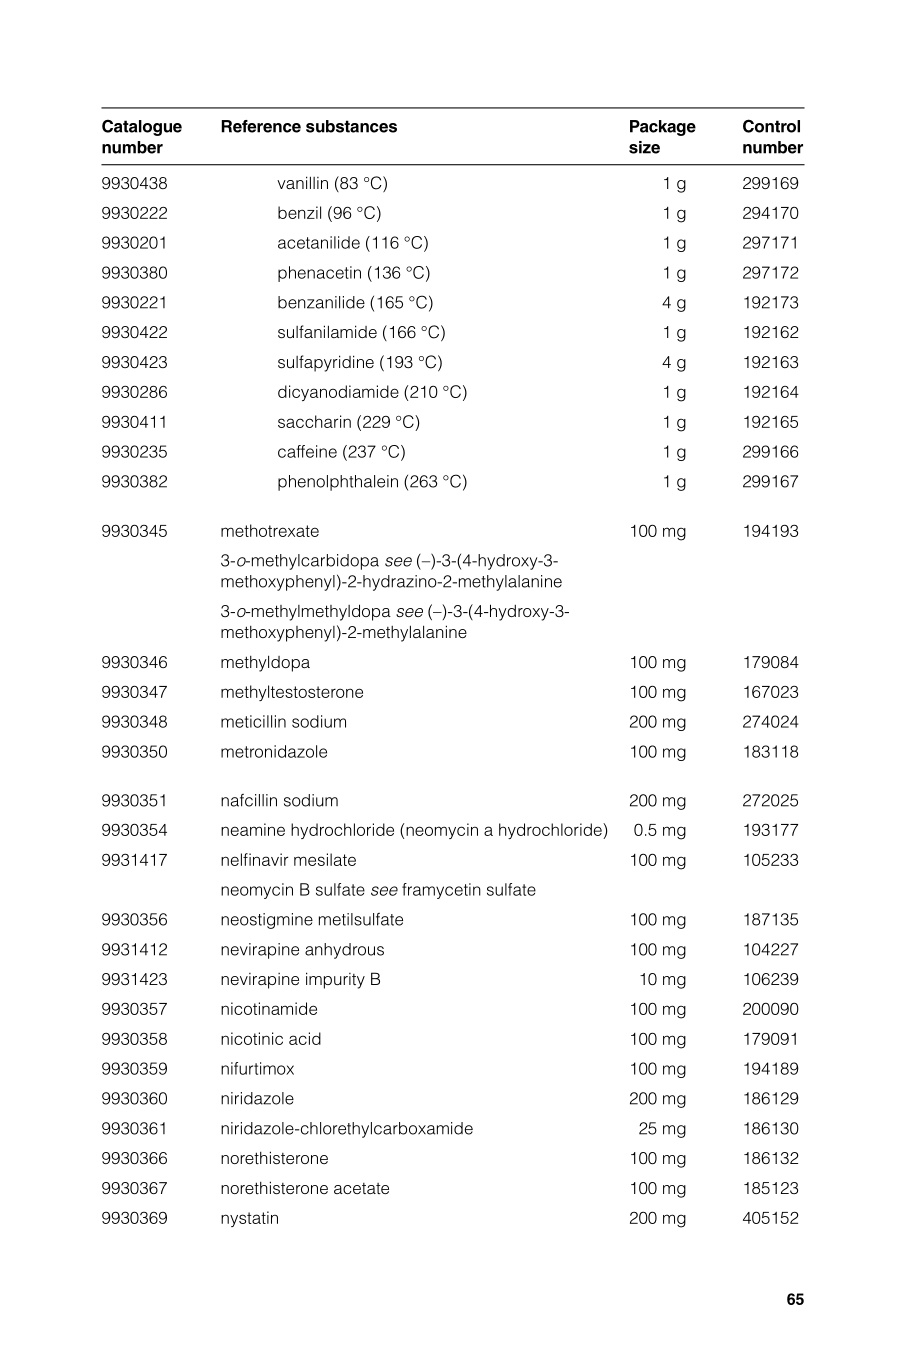 Catalogue number Reference substances Package size Control number
9930438 vanillin (83 °C) 1 g 299169
9930222 benzil (96 °C) 1 g 294170
9930201 acetanilide (116 °C) 1 g 297171
9930380 phenacetin (136 °C) 1 g 297172
9930221 benzanilide (165 °C) 4 g 192173
9930422 sulfanilamide (166 °C) 1 g 192162
9930423 sulfapyridine (193 °C) 4 g 192163
9930286 dicyanodiamide (210 °C) 1 g 192164
9930411 saccharin (229 °C) 1 g 192165
9930235 caffeine (237 °C) 1 g 299166
9930382 phenolphthalein (263 °C) 1 g 299167
9930345 methotrexate 100 mg 194193
3-o-methylcarbidopa see (–)-3-(4-hydroxy-3-
methoxyphenyl)-2-hydrazino-2-methylalanine
3-o-methylmethyldopa see (–)-3-(4-hydroxy-3-
methoxyphenyl)-2-methylalanine
9930346 methyldopa 100 mg 179084
9930347 methyltestosterone 100 mg 167023
9930348 meticillin sodium 200 mg 274024
9930350 metronidazole 100 mg 183118
9930351 nafcillin sodium 200 mg 272025
9930354 neamine hydrochloride (neomycin a hydrochloride) 0.5 mg 193177
9931417 nelfinavir mesilate 100 mg 105233
neomycin B sulfate see framycetin sulfate
9930356 neostigmine metilsulfate 100 mg 187135
9931412 nevirapine anhydrous 100 mg 104227
9931423 nevirapine impurity B 10 mg 106239
9930357 nicotinamide 100 mg 200090
9930358 nicotinic acid 100 mg 179091
9930359 nifurtimox 100 mg 194189
9930360 niridazole 200 mg 186129
9930361 niridazole-chlorethylcarboxamide 25 mg 186130
9930366 norethisterone 100 mg 186132
9930367 norethisterone acetate 100 mg 185123
9930369 nystatin 200 mg 405152
65